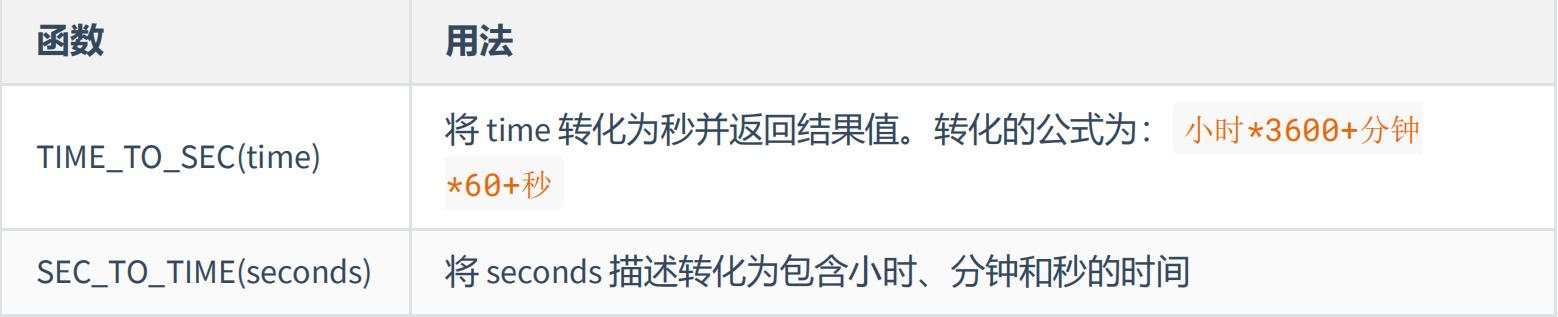 函数 用法
TIME_TO_SEC(time) 将 time 转化为秒并返回结果值。转化的公式为：小时*3600+分钟
*60+秒
SEC_TO_TIME(seconds) 将 seconds 描述转化为包含小时、分钟和秒的时间